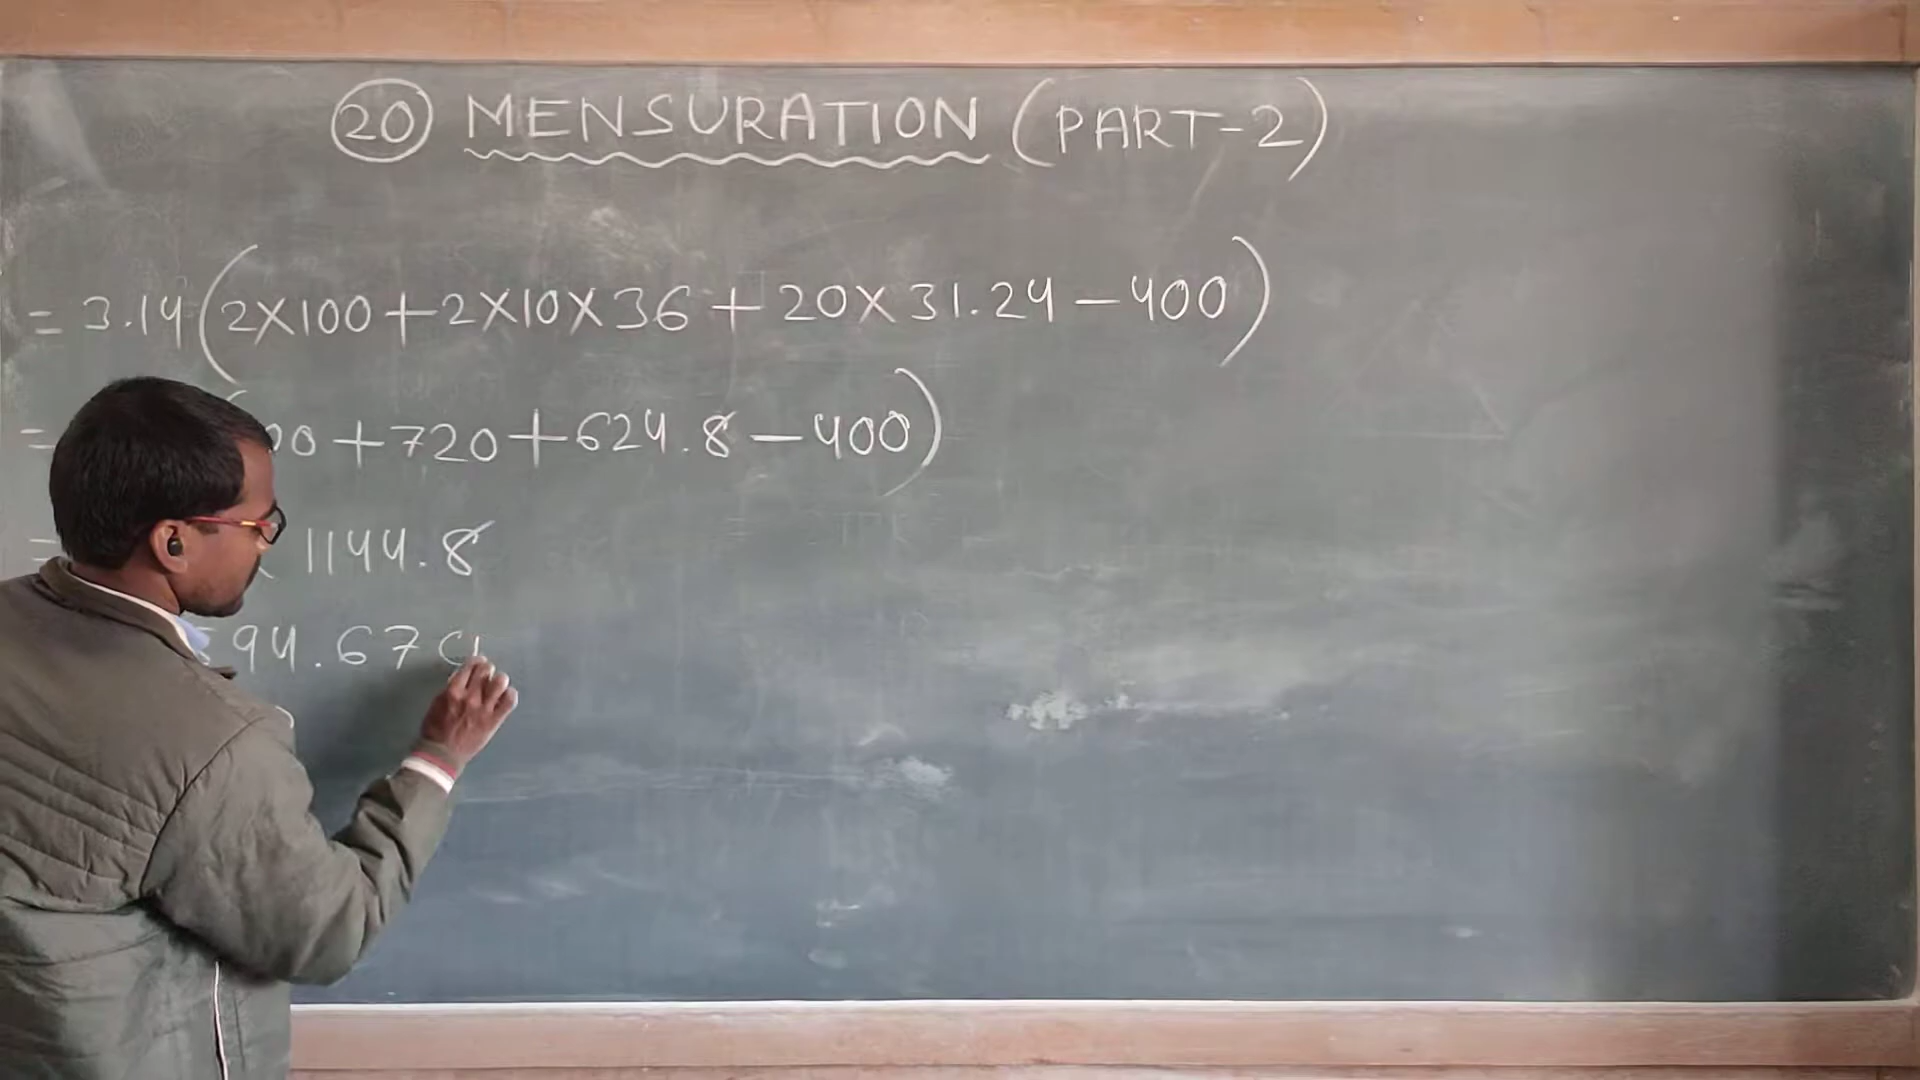 20 MENSURATION (PART-2)
= 3.14(2×100+2×10×36+20×31.24-400)
= 00+720+624.8-400)
= 1144.8
94.67 c